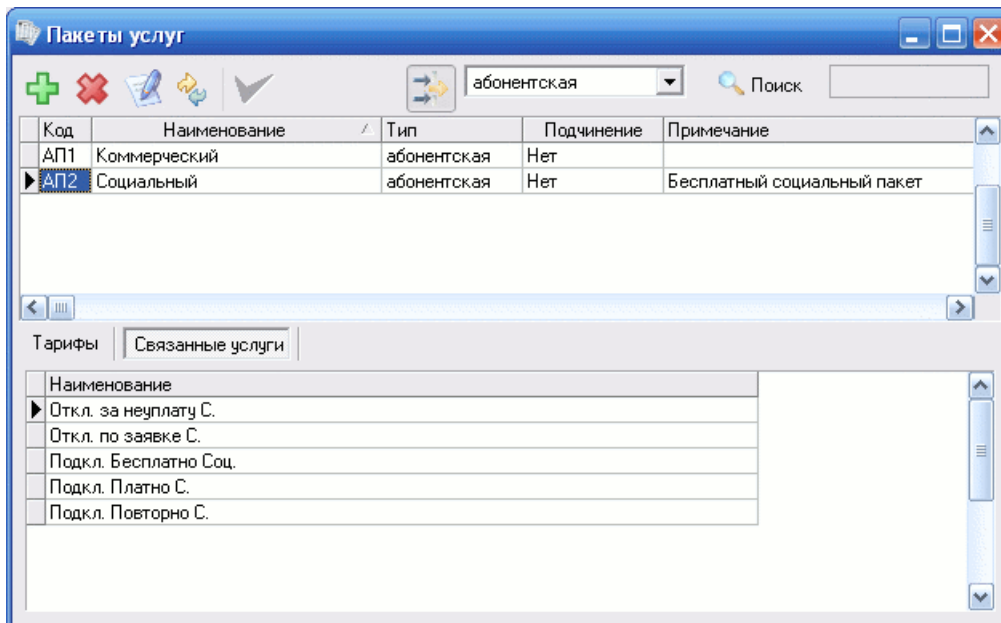 Пакеты услуг
абонентская Поиск
Код Наименование Тип Подчинение Примечание
АП1 Коммерческий абонентская Нет
АП2 Социальный абонентская Нет Бесплатный социальный пакет
Тарифы Связанные услуги
Наименование
Откл. за неуплату С.
Откл. по заявке С.
Подкл. Бесплатно Соц.
Подкл. Платно С.
Подкл. Повторно С.